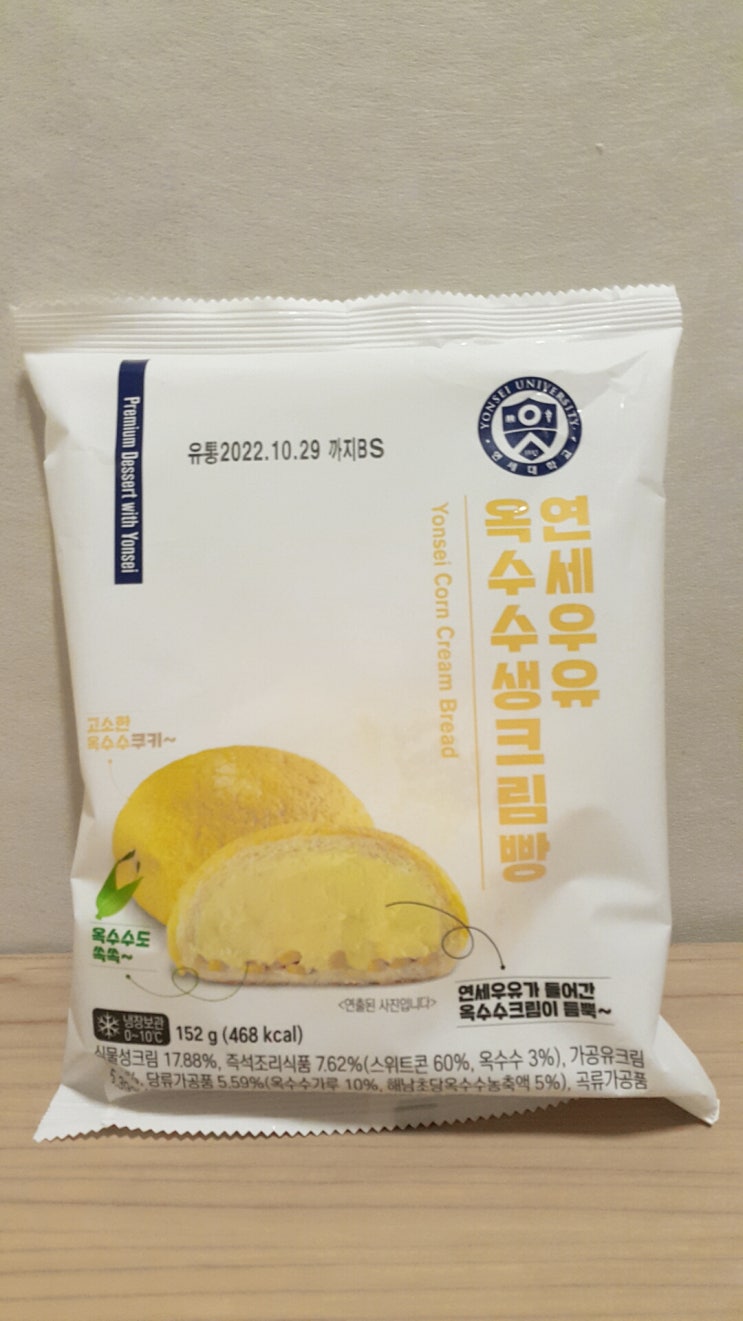 Premium Dessert with Yonsei
유통2022.10.29 까지BS
YONSEI UNIVERSITY
연세대학교
연세우유
옥수수생크림빵
Yonsei Corn Cream Bread
고소한
옥수수쿠키~
옥수수도
쏙쏙~
<연출된 사진입니다>
연세우유가 들어간
옥수수크림이 듬뿍~
냉장보관
0~10℃
152 g (468 kcal)
식물성크림 17.88%, 즉석조리식품 7.62%(스위트콘 60%, 옥수수 3%), 가공유크림
당류가공품 5.59%(옥수수가루 10%, 해남초당옥수수농축액 5%), 곡류가공품